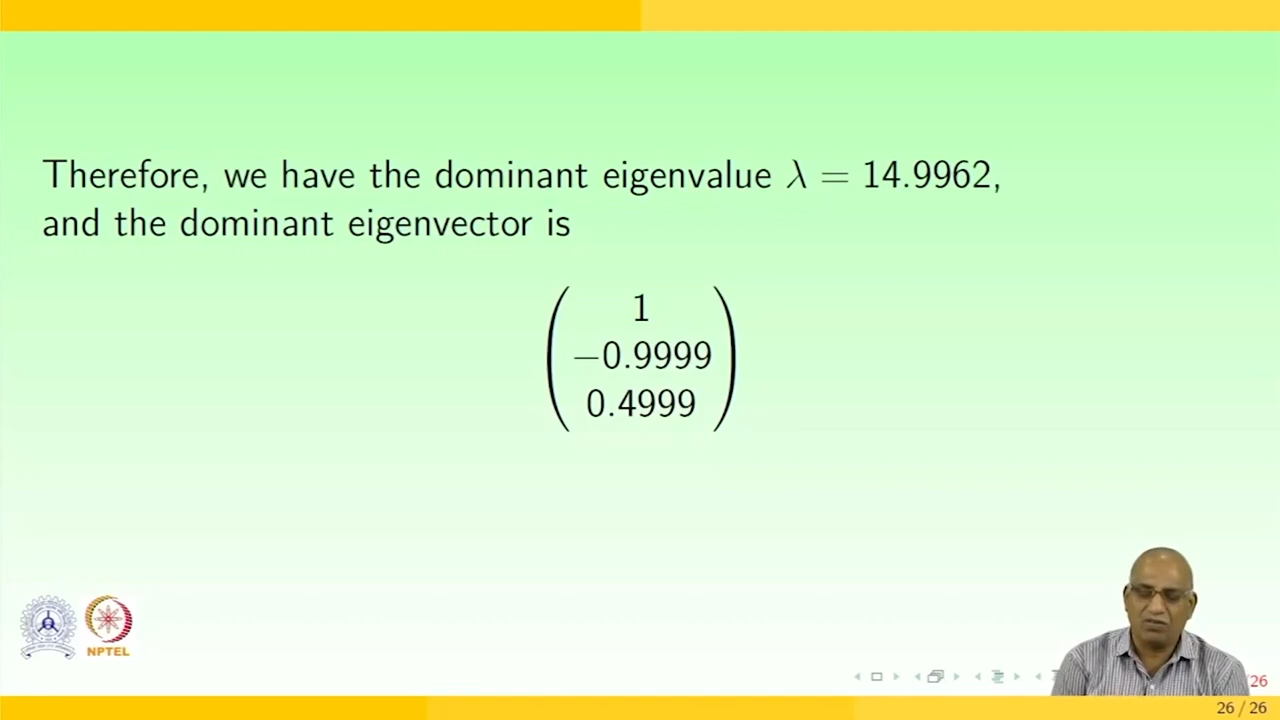 Therefore, we have the dominant eigenvalue λ = 14.9962,
and the dominant eigenvector is
1
−0.9999
0.4999
NPTEL
/26
26 / 26